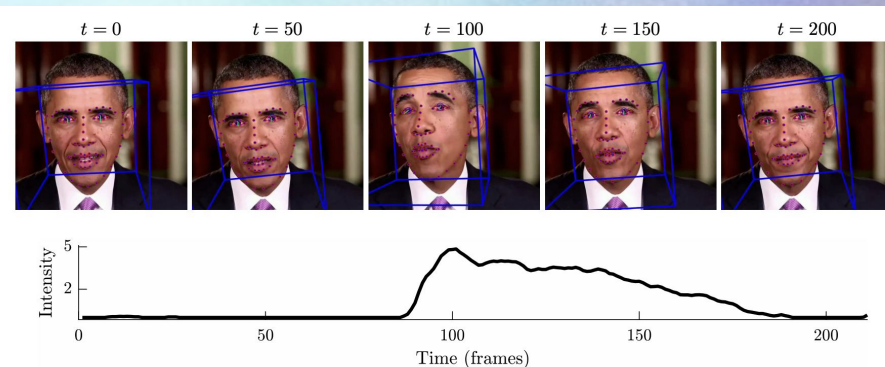 t = 0 t = 50 t = 100 t = 150 t = 200
Intensity
5
2
0 50 100 150 200
Time (frames)